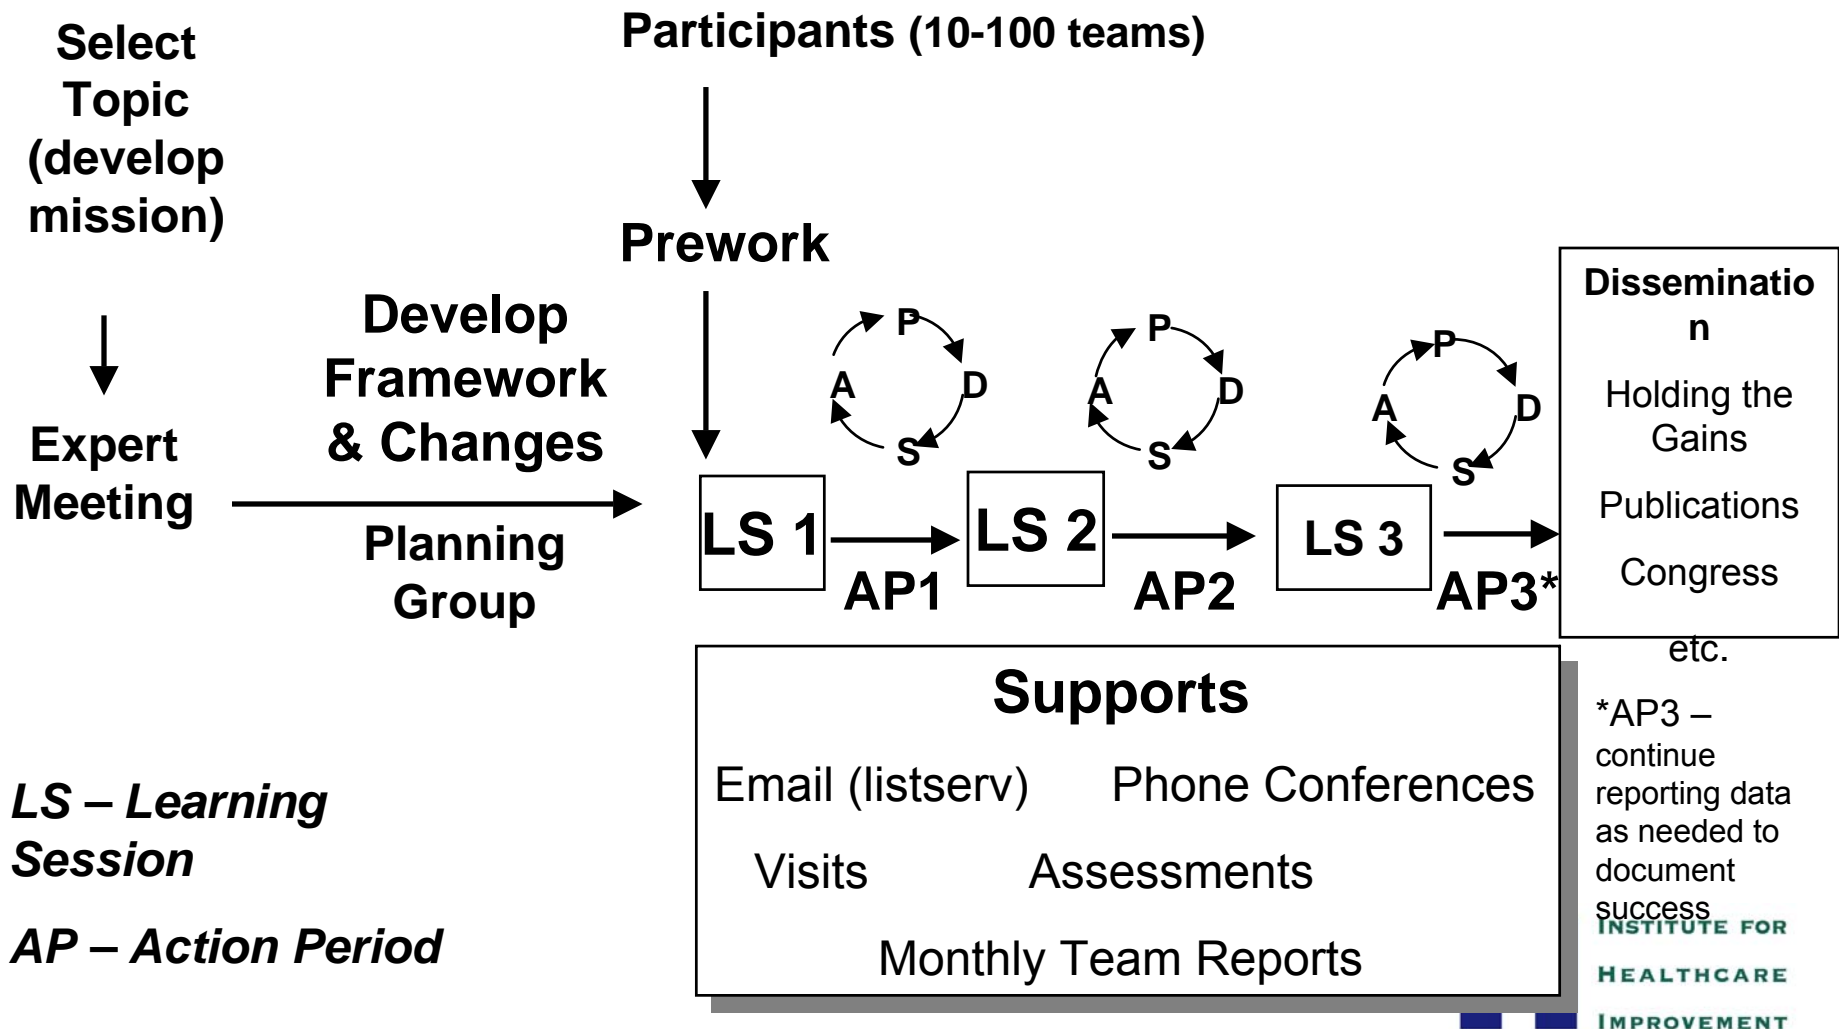 Select
Topic
(develop
mission)
Expert
Meeting
Develop
Framework
& Changes
Planning
Group
Participants (10-100 teams)
Prework
P
D
S
A
P
D
S
A
P
D
S
A
LS 1
AP1
LS 2
AP2
LS 3
AP3*
Disseminatio
n
Holding the
Gains
Publications
Congress
etc.
*AP3 –
continue
reporting data
as needed to
document
success
Supports
Email (listserv) Phone Conferences
Visits Assessments
Monthly Team Reports
LS – Learning
Session
AP – Action Period
INSTITUTE FOR
HEALTHCARE
IMPROVEMENT